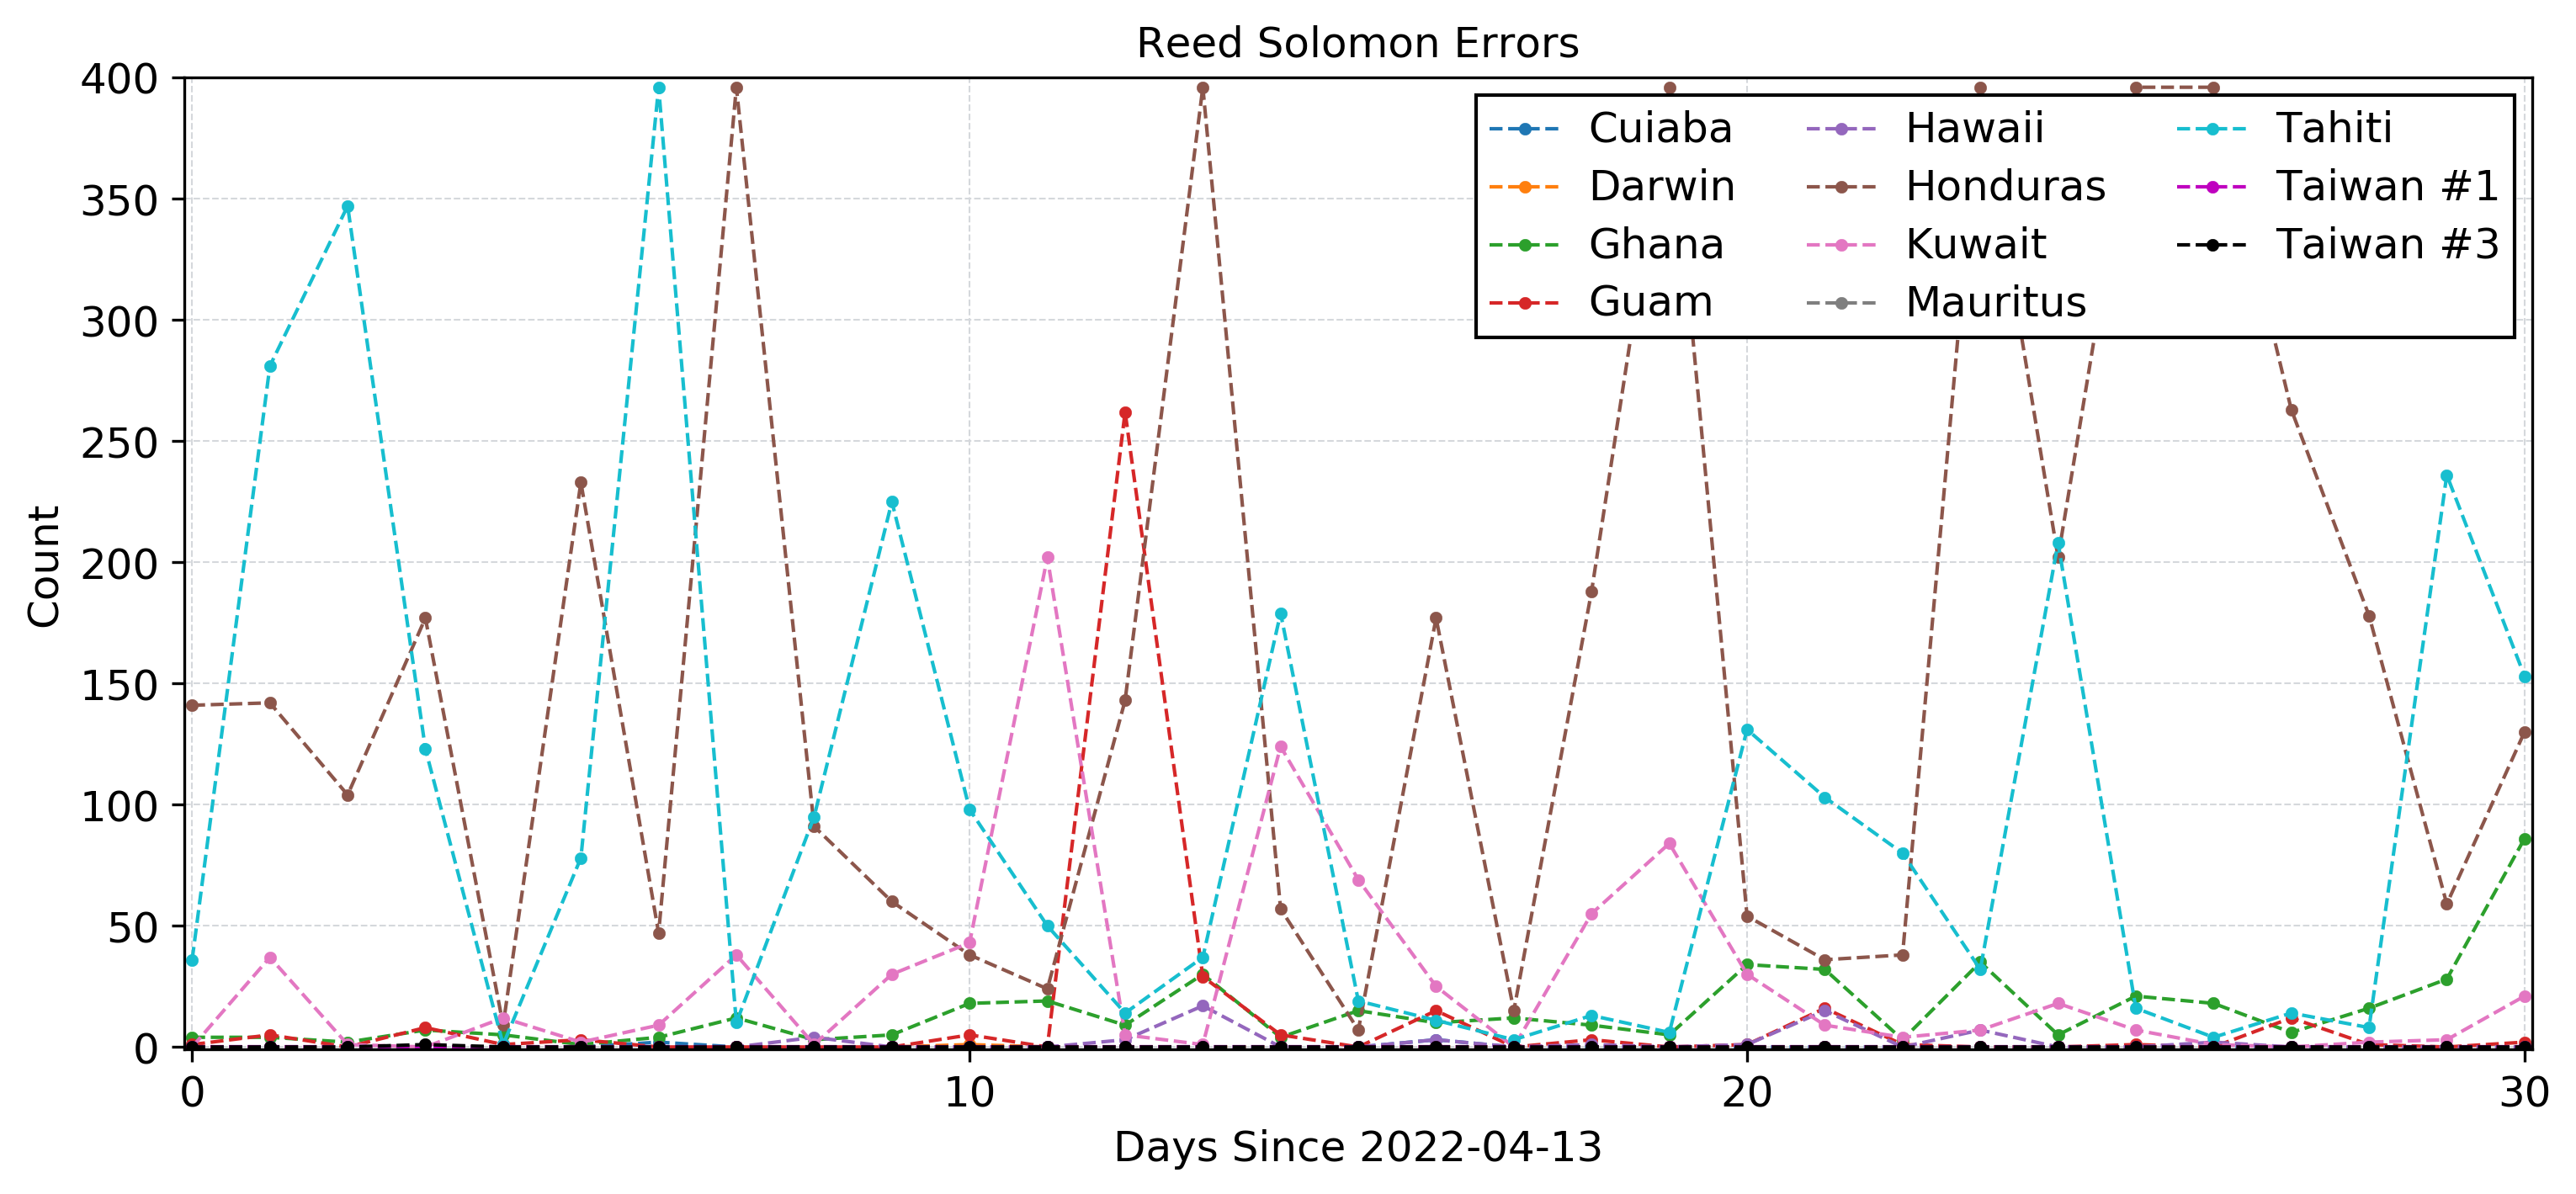 Reed Solomon Errors
400
350
300
250
200
150
100
50
0
Count
Cuiaba
Darwin
Ghana
Guam
Hawaii
Honduras
Kuwait
Mauritus
Tahiti
Taiwan #1
Taiwan #3
0 10 20 30
Days Since 2022-04-13